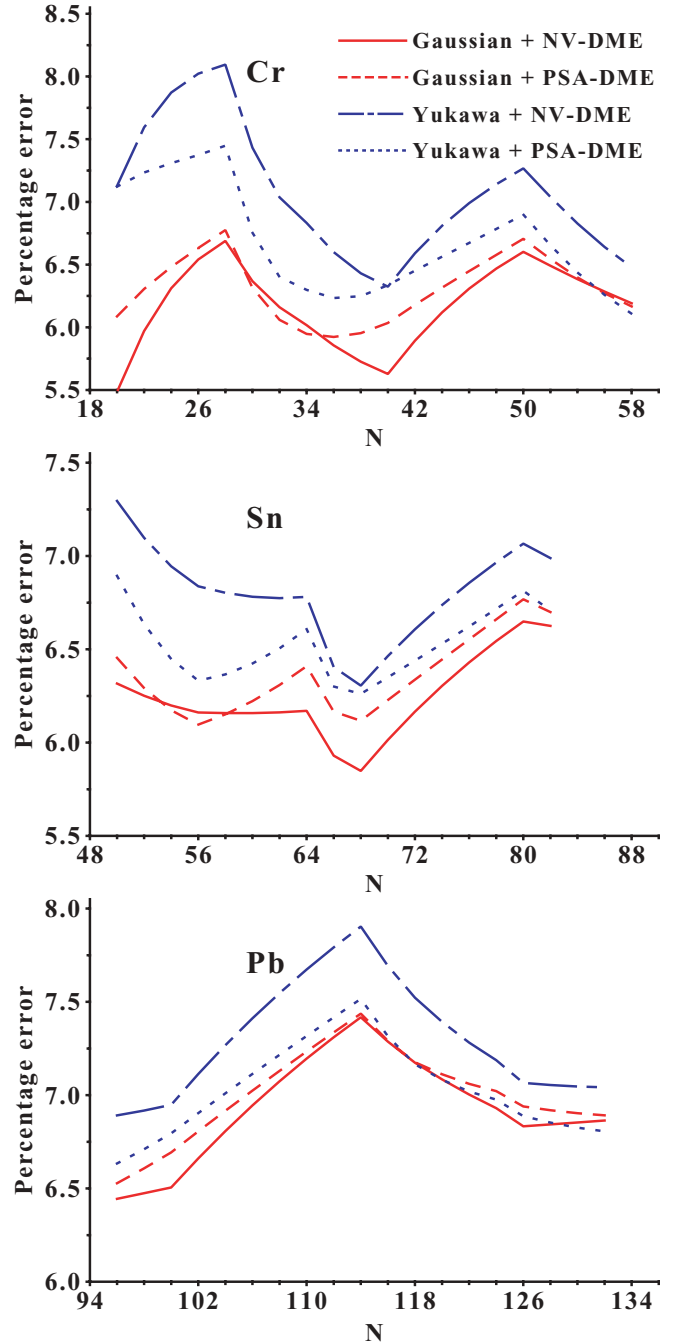 8.5
8.0
7.5
7.0
6.5
6.0
5.5
Percentage error
Cr
Gaussian + NV-DME
Gaussian + PSA-DME
Yukawa + NV-DME
Yukawa + PSA-DME
18 26 34 42 50 58
N
7.5
7.0
6.5
6.0
5.5
Percentage error
Sn
48 56 64 72 80 88
N
8.0
7.5
7.0
6.5
6.0
Percentage error
Pb
94 102 110 118 126 134
N